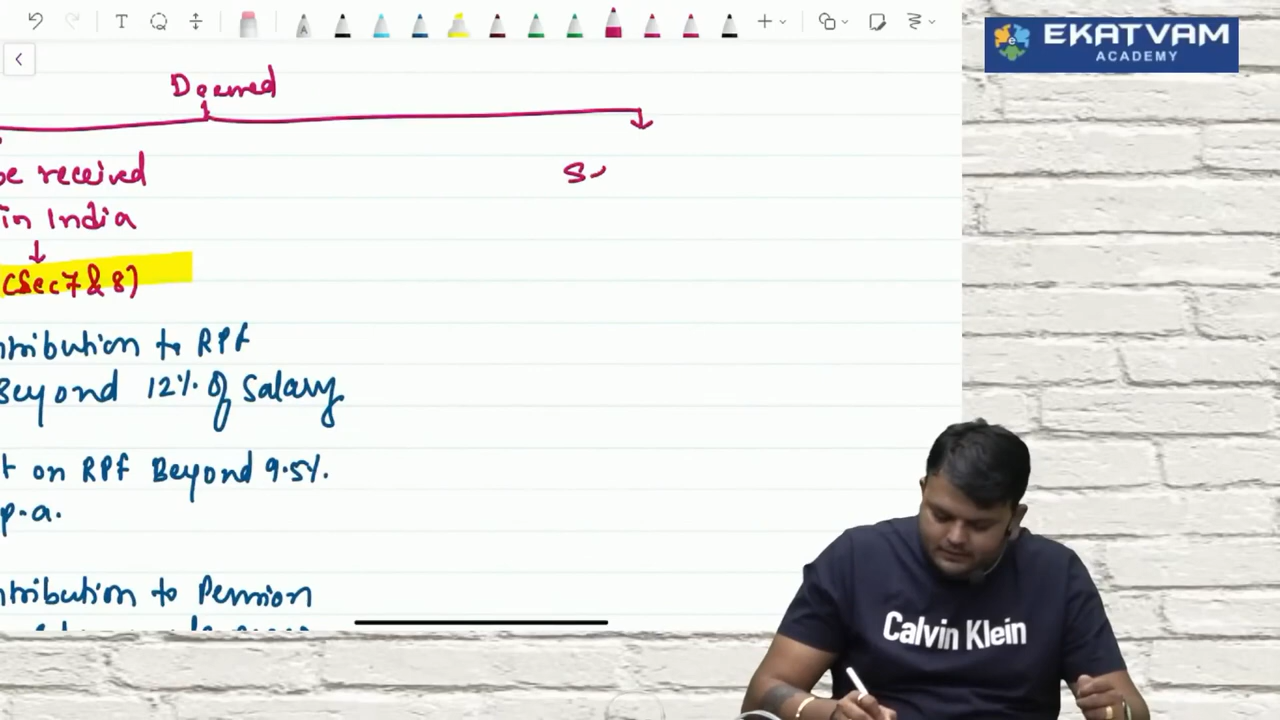 EKATVAM
ACADEMY
Deemed
be received
in India
(Sec 7 & 8)
ntribution to RPF
Beyond 12% of Salary
t on RPF Beyond 9.5%.
p.a.
ntribution to Pension
Calvin Klein